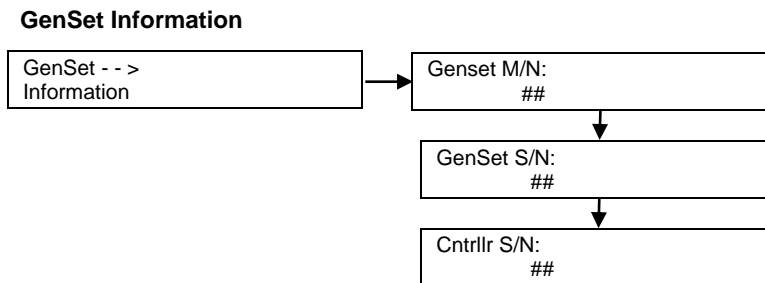 GenSet Information
GenSet - - >
Information
Genset M/N:
##
GenSet S/N:
##
Cntrllr S/N:
##